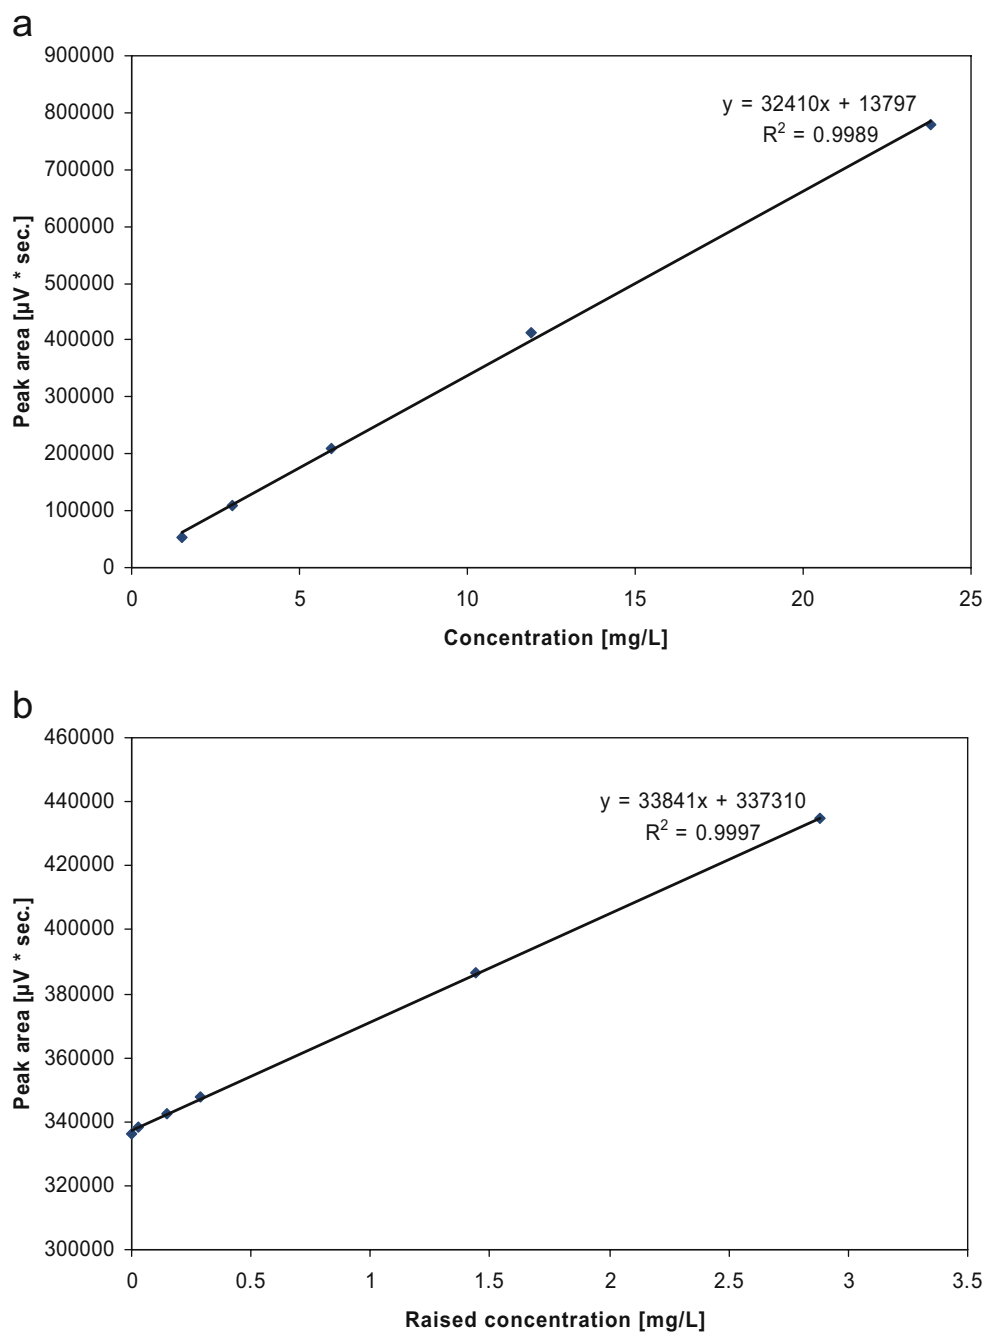 a
900000
800000
700000
600000
500000
400000
300000
200000
100000
0
y = 32410x + 13797
R² = 0.9989
Peak area [µV * sec.]
0 5 10 15 20 25
Concentration [mg/L]
b
460000
440000
420000
400000
380000
360000
340000
320000
300000
y = 33841x + 337310
R² = 0.9997
Peak area [µV * sec.]
0 0.5 1 1.5 2 2.5 3 3.5
Raised concentration [mg/L]